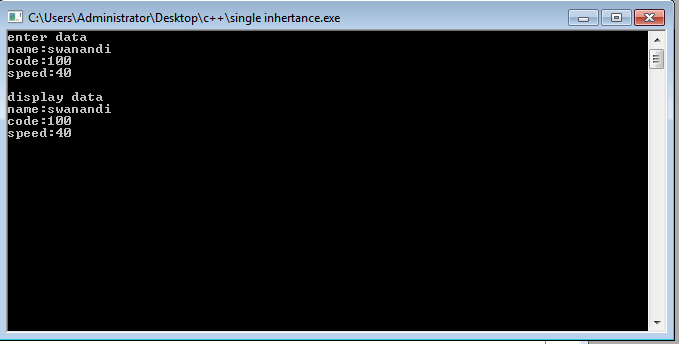 C:\Users\Administrator\Desktop\c++\single inhertance.exe
enter data
name:swanandi
code:100
speed:40
display data
name:swanandi
code:100
speed:40